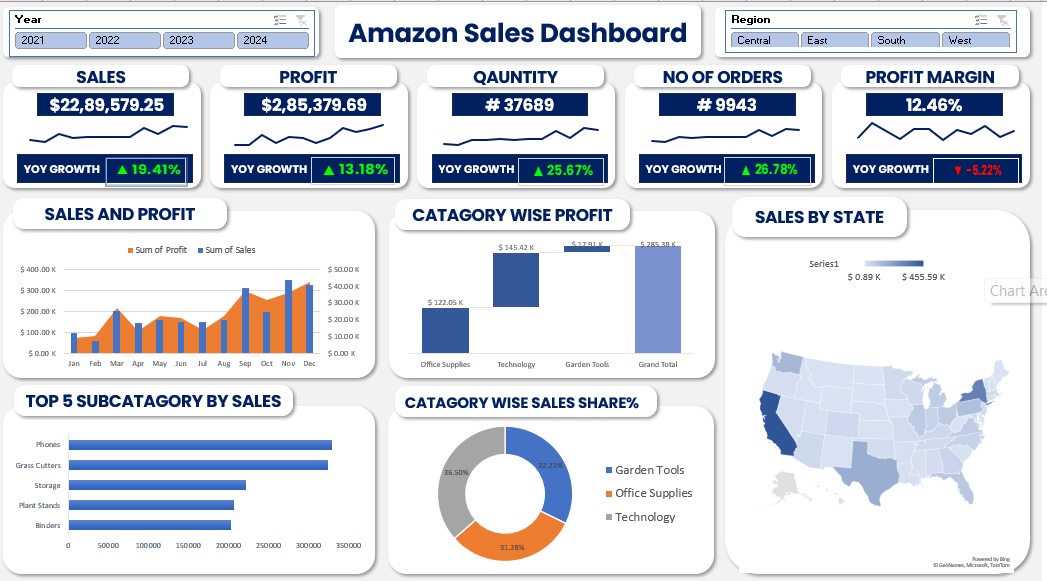 Year
2021 2022 2023 2024
Amazon Sales Dashboard
Region
Central East South West
SALES
$22,89,579.25
YOY GROWTH ▲ 19.41%
PROFIT
$2,85,379.69
YOY GROWTH ▲ 13.18%
QAUNTITY
# 37689
YOY GROWTH ▲ 25.67%
NO OF ORDERS
# 9943
YOY GROWTH ▲ 26.78%
PROFIT MARGIN
12.46%
YOY GROWTH ▼ -5.22%
SALES AND PROFIT
Sum of Profit Sum of Sales
$ 400.00 K $ 50.00 K
$ 300.00 K $ 40.00 K
$ 200.00 K $ 30.00 K
$ 100.00 K $ 20.00 K
$ 0.00 K $ 10.00 K
$ 0.00 K
Jan Feb Mar Apr May Jun Jul Aug Sep Oct Nov Dec
CATAGORY WISE PROFIT
$ 122.05 K
$ 145.42 K
$ 17.91 K
$ 285.38 K
Office Supplies Technology Garden Tools Grand Total
SALES BY STATE
Series1
$ 0.89 K $ 455.59 K
Chart Are
Powered by Bing
© GeoNames, Microsoft, TomTom
TOP 5 SUBCATAGORY BY SALES
Phones
Grass Cutters
Storage
Plant Stands
Binders
0 50000 100000 150000 200000 250000 300000 350000
CATAGORY WISE SALES SHARE%
36.50%
32.22%
31.28%
Garden Tools
Office Supplies
Technology